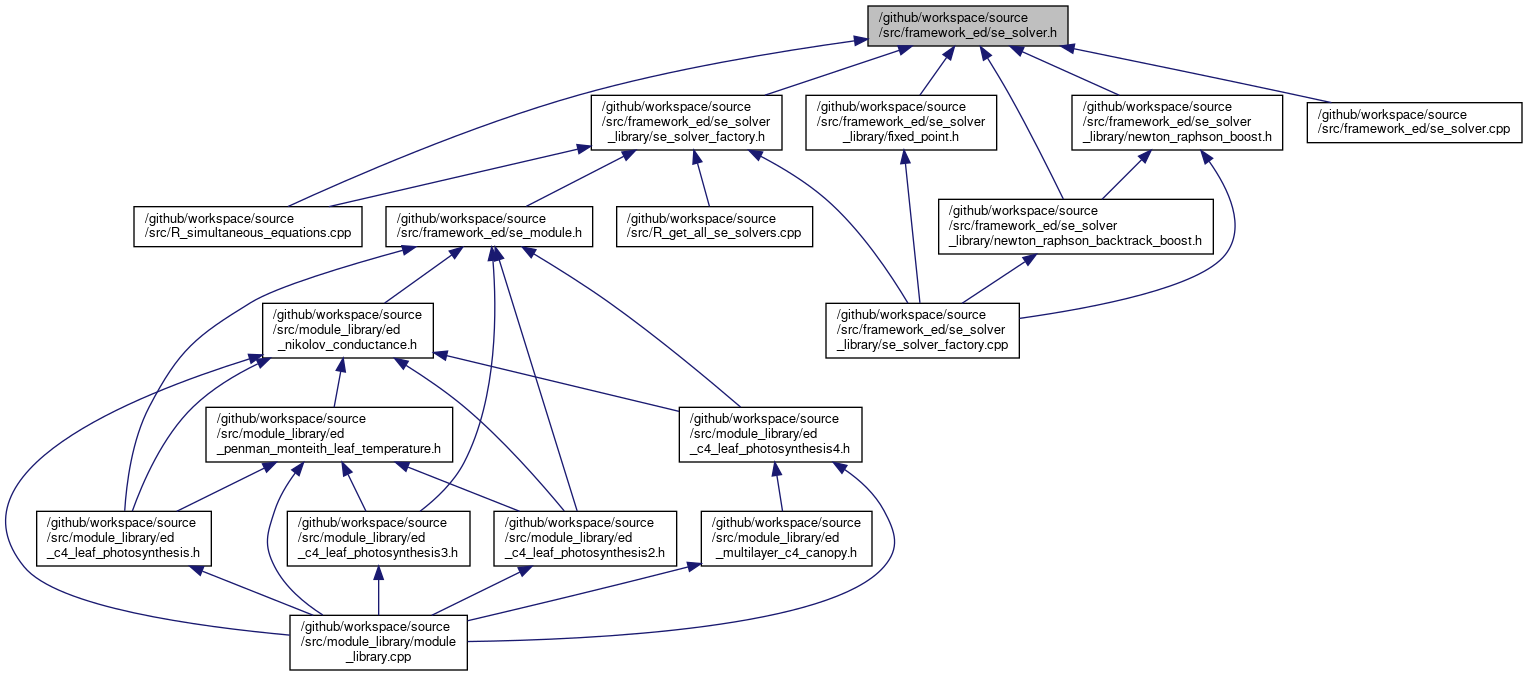 /github/workspace/source
/src/framework_ed/se_solver.h
/github/workspace/source
/src/framework_ed/se_solver
_library/se_solver_factory.h
/github/workspace/source
/src/framework_ed/se_solver
_library/fixed_point.h
/github/workspace/source
/src/framework_ed/se_solver
_library/newton_raphson_boost.h
/github/workspace/source
/src/framework_ed/se_solver.cpp
/github/workspace/source
/src/R_simultaneous_equations.cpp
/github/workspace/source
/src/framework_ed/se_module.h
/github/workspace/source
/src/R_get_all_se_solvers.cpp
/github/workspace/source
/src/framework_ed/se_solver
_library/newton_raphson_backtrack_boost.h
/github/workspace/source
/src/module_library/ed
_nikolov_conductance.h
/github/workspace/source
/src/framework_ed/se_solver
_library/se_solver_factory.cpp
/github/workspace/source
/src/module_library/ed
_penman_monteith_leaf_temperature.h
/github/workspace/source
/src/module_library/ed
_c4_leaf_photosynthesis4.h
/github/workspace/source
/src/module_library/ed
_c4_leaf_photosynthesis.h
/github/workspace/source
/src/module_library/ed
_c4_leaf_photosynthesis3.h
/github/workspace/source
/src/module_library/ed
_c4_leaf_photosynthesis2.h
/github/workspace/source
/src/module_library/ed
_multilayer_c4_canopy.h
/github/workspace/source
/src/module_library/module
_library.cpp